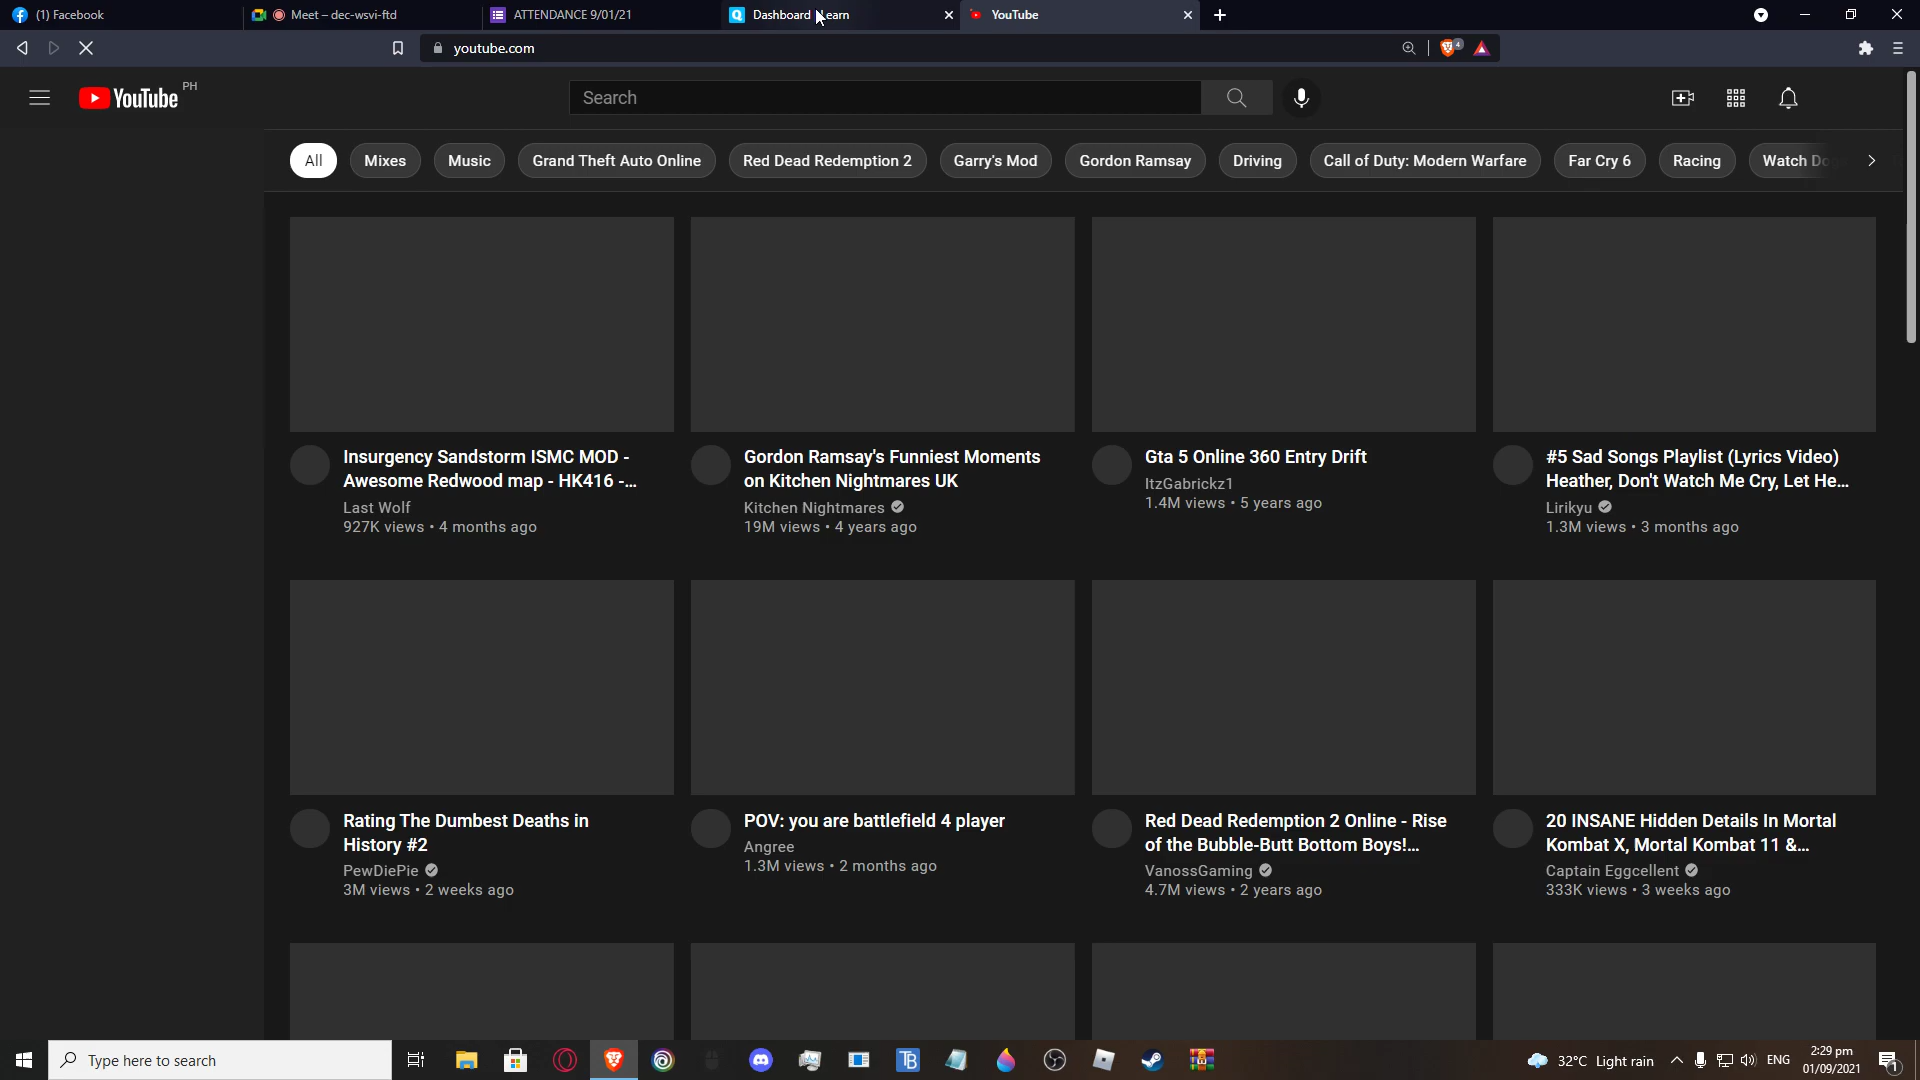 (1) Facebook
Meet – dec-wsvi-ftd
ATTENDANCE 9/01/21
Dashboard
YouTube
youtube.com
4
YouTube PH
Search
All
Mixes
Music
Grand Theft Auto Online
Red Dead Redemption 2
Garry's Mod
Gordon Ramsay
Driving
Call of Duty: Modern Warfare
Far Cry 6
Racing
Watch
Insurgency Sandstorm ISMC MOD -
Awesome Redwood map - HK416 -...
Last Wolf
927K views • 4 months ago
Gordon Ramsay's Funniest Moments
on Kitchen Nightmares UK
Kitchen Nightmares
19M views • 4 years ago
Gta 5 Online 360 Entry Drift
ItzGabrickz1
1.4M views • 5 years ago
#5 Sad Songs Playlist (Lyrics Video)
Heather, Don't Watch Me Cry, Let He...
Lirikyu
1.3M views • 3 months ago
Rating The Dumbest Deaths in
History #2
PewDiePie
3M views • 2 weeks ago
POV: you are battlefield 4 player
Angree
1.3M views • 2 months ago
Red Dead Redemption 2 Online - Rise
of the Bubble-Butt Bottom Boys!...
VanossGaming
4.7M views • 2 years ago
20 INSANE Hidden Details In Mortal
Kombat X, Mortal Kombat 11 &...
Captain Eggcellent
333K views • 3 weeks ago
Type here to search
TB
32°C Light rain
ENG
2:29 pm
01/09/2021
1